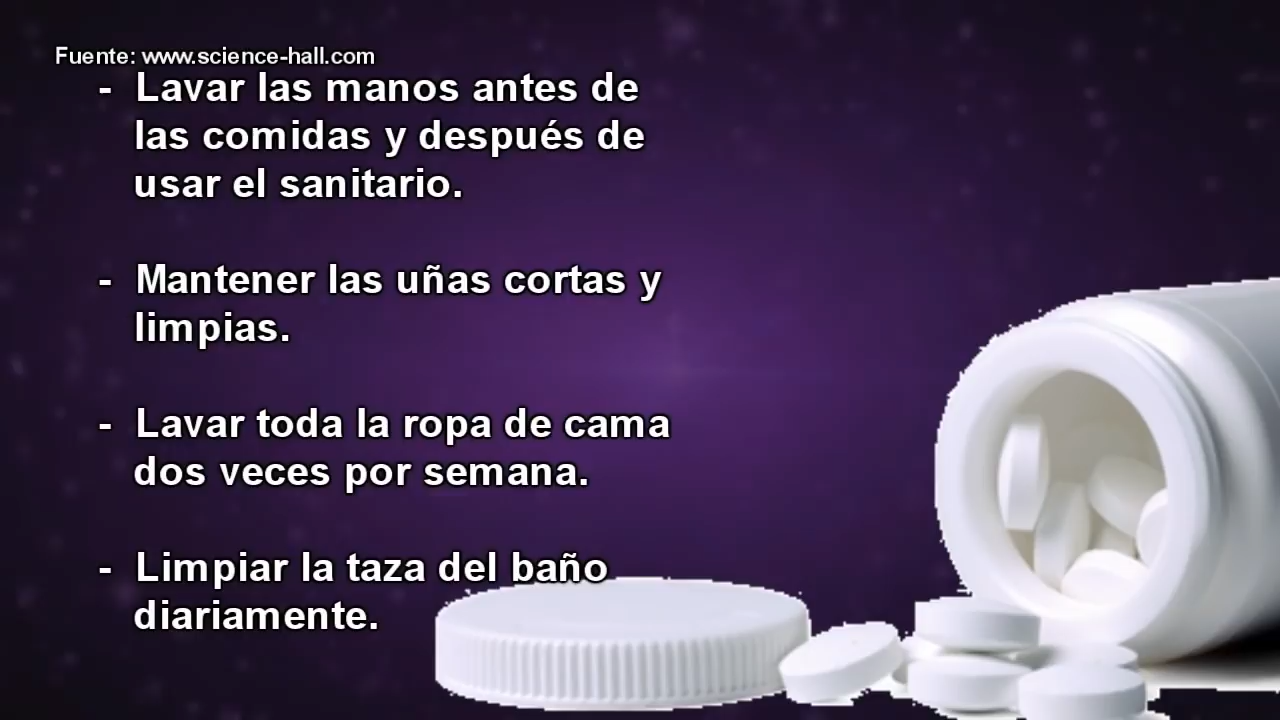 Fuente: www.science-hall.com
- Lavar las manos antes de
las comidas y después de
usar el sanitario.
- Mantener las uñas cortas y
limpias.
- Lavar toda la ropa de cama
dos veces por semana.
- Limpiar la taza del baño
diariamente.